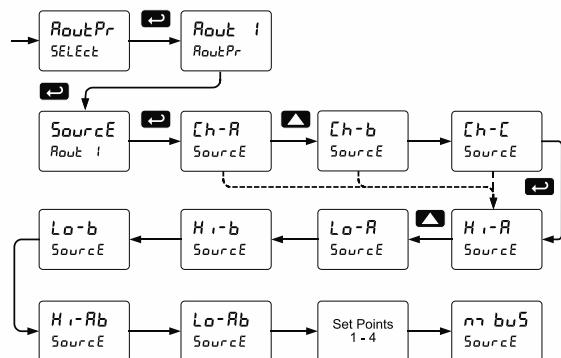 AoutPr
SELEct
Aout 1
AoutPr
SourcE
Aout 1
Ch-A
SourcE
Ch-b
SourcE
Ch-C
SourcE
Lo-b
SourcE
Hi-b
SourcE
Lo-A
SourcE
Hi-A
SourcE
Hi-Ab
SourcE
Lo-Ab
SourcE
Set Points
1 - 4
m buS
SourcE